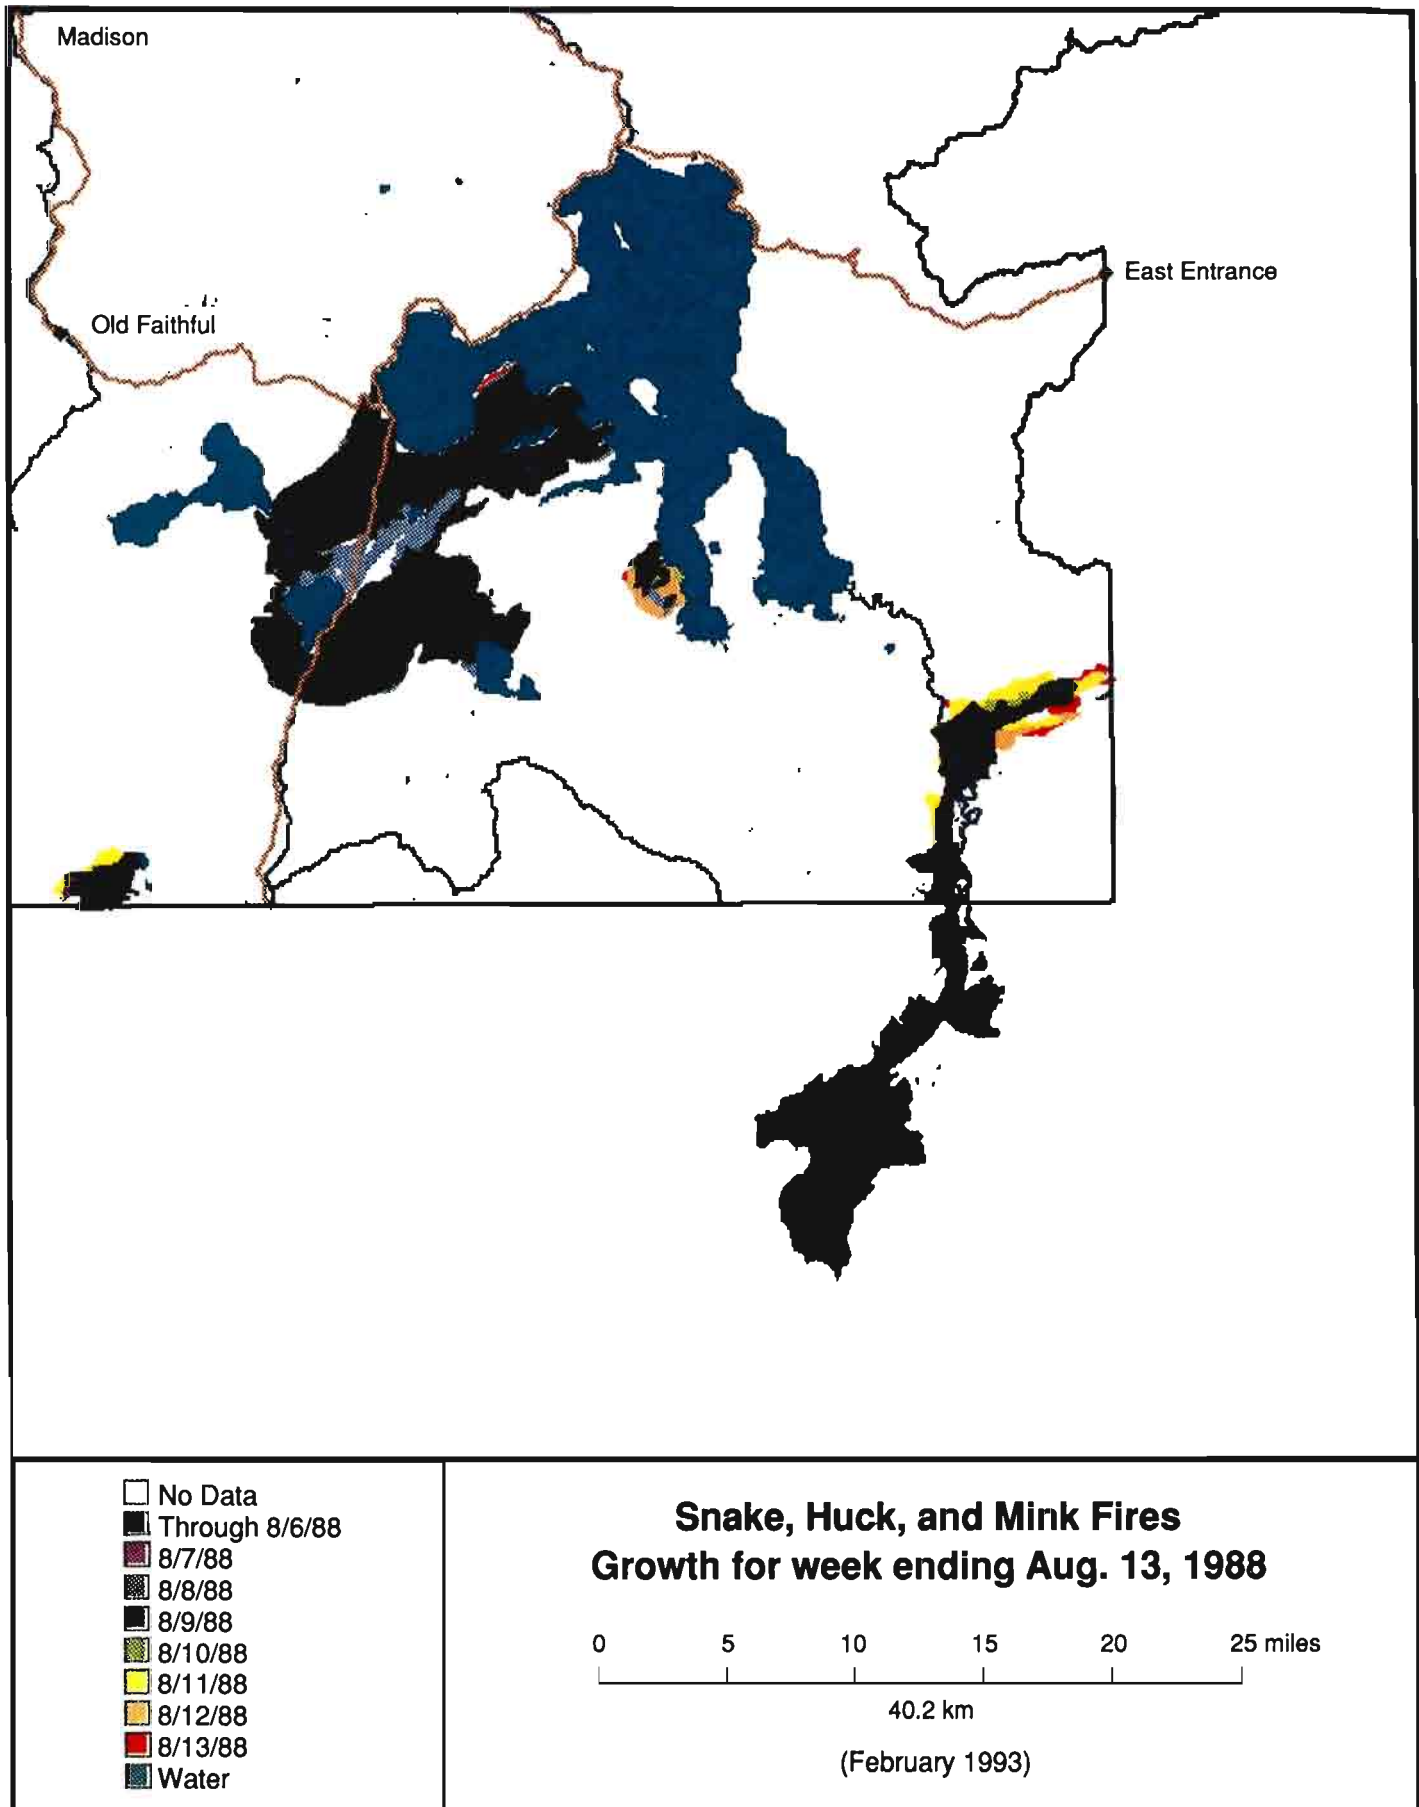 Madison
East Entrance
Old Faithful
No Data
Through 8/6/88
8/7/88
8/8/88
8/9/88
8/10/88
8/11/88
8/12/88
8/13/88
Water
Snake, Huck, and Mink Fires
Growth for week ending Aug. 13, 1988
0 5 10 15 20 25 miles
40.2 km
(February 1993)